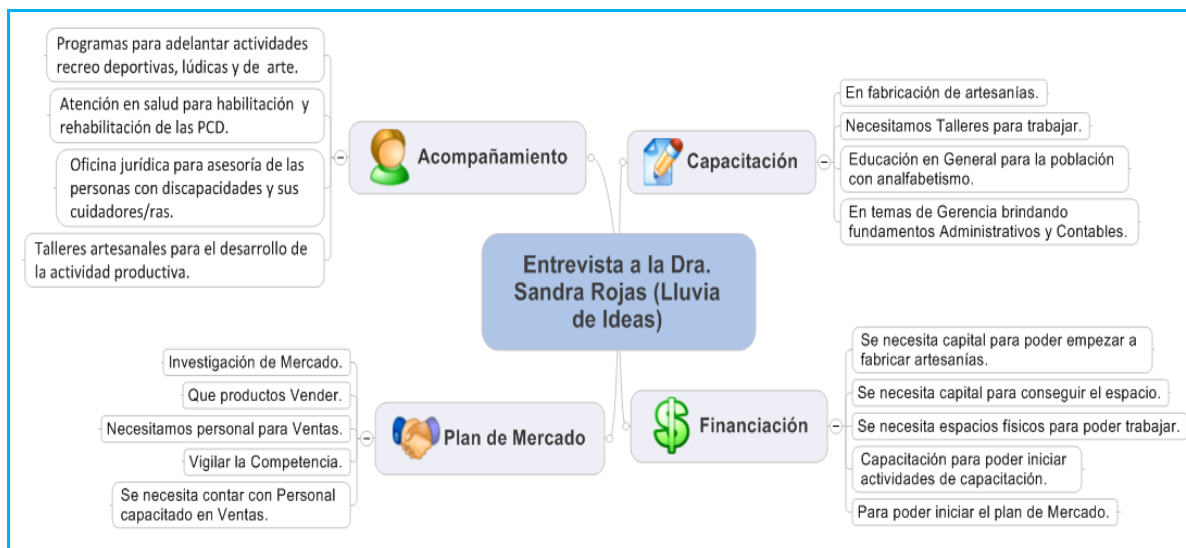 Entrevista a la Dra.
Sandra Rojas (Lluvia
de Ideas)
Acompañamiento
Programas para adelantar actividades
recreo deportivas, lúdicas y de arte.
Atención en salud para habilitación y
rehabilitación de las PCD.
Oficina jurídica para asesoría de las
personas con discapacidades y sus
cuidadores/ras.
Talleres artesanales para el desarrollo de
la actividad productiva.
Capacitación
En fabricación de artesanías.
Necesitamos Talleres para trabajar.
Educación en General para la población
con analfabetismo.
En temas de Gerencia brindando
fundamentos Administrativos y Contables.
Plan de Mercado
Investigación de Mercado.
Que productos Vender.
Necesitamos personal para Ventas.
Vigilar la Competencia.
Se necesita contar con Personal
capacitado en Ventas.
Financiación
Se necesita capital para poder empezar a
fabricar artesanías.
Se necesita capital para conseguir el espacio.
Se necesita espacios físicos para poder trabajar.
Capacitación para poder iniciar
actividades de capacitación.
Para poder iniciar el plan de Mercado.